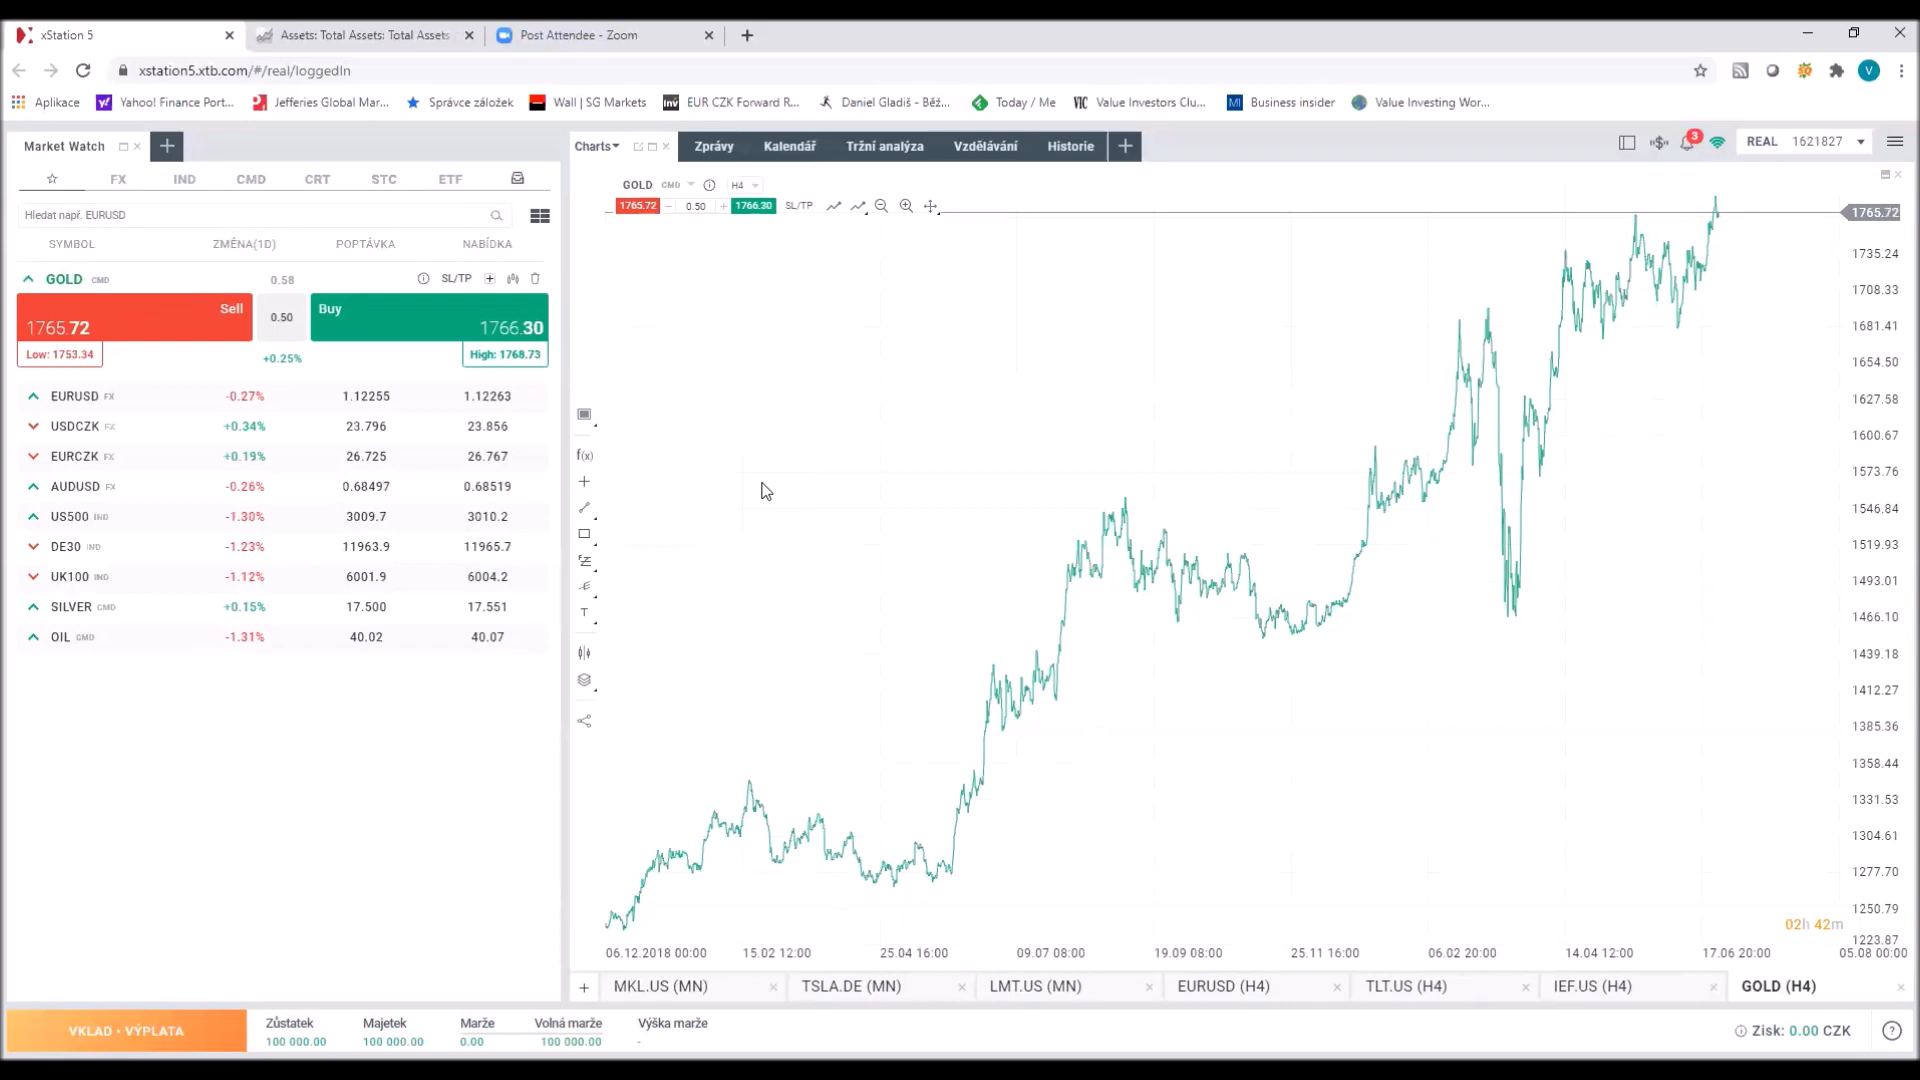 xStation 5
Assets: Total Assets: Total Assets
Post Attendee - Zoom
xstation5.xtb.com/#/real/loggedIn
V
Aplikace
Yahoo! Finance Port...
Jefferies Global Mar...
Správce záložek
Wall | SG Markets
EUR CZK Forward R...
Daniel Gladiš - Běž...
Today / Me
VIC Value Investors Clu...
MI Business insider
Value Investing Wor...
Market Watch
Charts
Zprávy
Kalendář
Tržní analýza
Vzdělávání
Historie
3
REAL 1621827
FX IND CMD CRT STC ETF
Hledat např. EURUSD
SYMBOL ZMĚNA(1D) POPTÁVKA NABÍDKA
GOLD CMD 0.58 SL/TP
Sell 1765.72
0.50
Buy 1766.30
Low: 1753.34 +0.25% High: 1768.73
EURUSD FX -0.27% 1.12255 1.12263
USDCZK FX +0.34% 23.796 23.856
EURCZK FX +0.19% 26.725 26.767
AUDUSD FX -0.26% 0.68497 0.68519
US500 IND -1.30% 3009.7 3010.2
DE30 IND -1.23% 11963.9 11965.7
UK100 IND -1.12% 6001.9 6004.2
SILVER CMD +0.15% 17.500 17.551
OIL CMD -1.31% 40.02 40.07
GOLD CMD H4
1765.72 − 0.50 + 1766.30 SL/TP
f(x)
T
1765.72
1735.24
1708.33
1681.41
1654.50
1627.58
1600.67
1573.76
1546.84
1519.93
1493.01
1466.10
1439.18
1412.27
1385.36
1358.44
1331.53
1304.61
1277.70
1250.79
1223.87
02h 42m
06.12.2018 00:00 15.02 12:00 25.04 16:00 09.07 08:00 19.09 08:00 25.11 16:00 06.02 20:00 14.04 12:00 17.06 20:00 05.08 00:00
MKL.US (MN) TSLA.DE (MN) LMT.US (MN) EURUSD (H4) TLT.US (H4) IEF.US (H4) GOLD (H4)
VKLAD • VÝPLATA
Zůstatek Majetek Marže Volná marže Výška marže
100 000.00 100 000.00 0.00 100 000.00 -
Zisk: 0.00 CZK